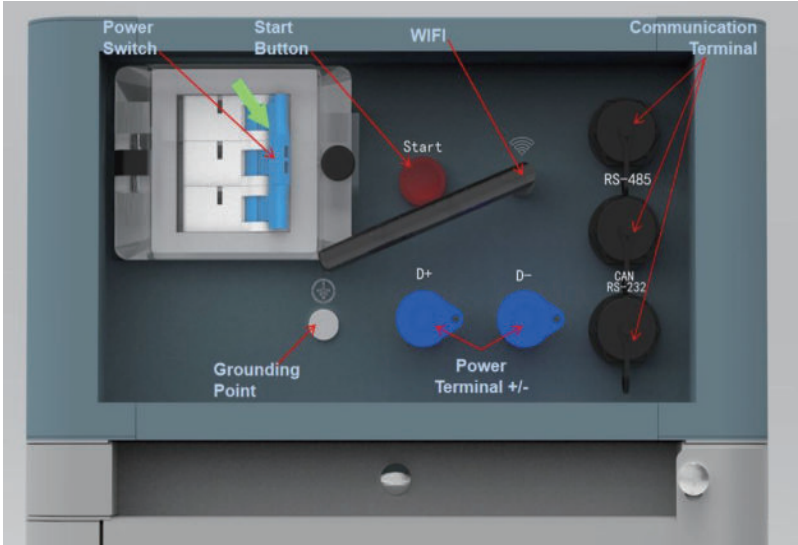 Power
Switch
Start
Button
WIFI
Communication
Terminal
Start
RS-485
D+
D-
CAN
RS-232
Grounding
Point
Power
Terminal +/-